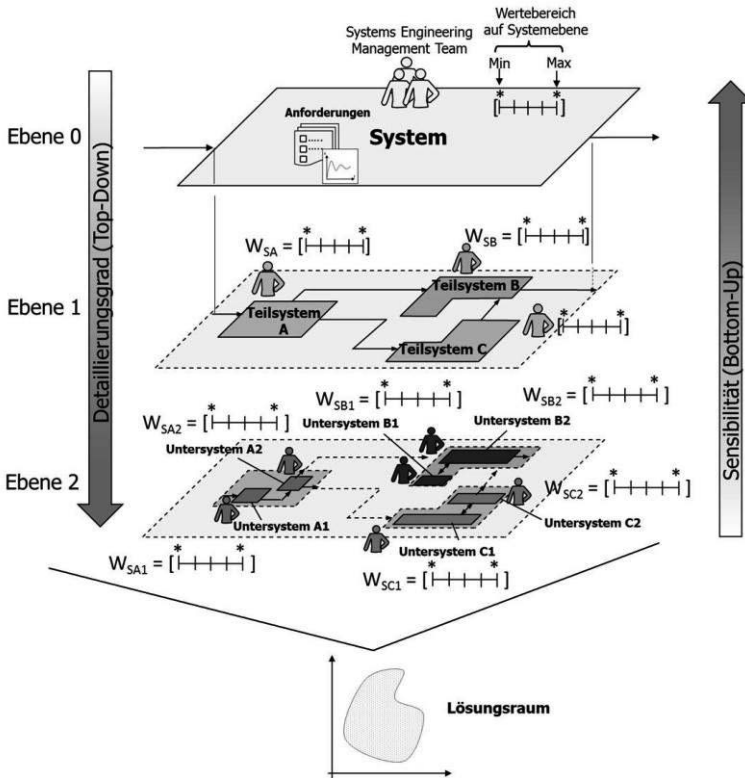 Systems Engineering
Management Team
Wertebereich
auf Systemebene
Min
Max
* *
[ ]
Ebene 0
Anforderungen
System
Detaillierungsgrad (Top-Down)
Sensibilität (Bottom-Up)
* *
W_SA = [ ]
* *
W_SB = [ ]
Ebene 1
Teilsystem
A
Teilsystem B
Teilsystem C
* *
[ ]
* *
W_SA2 = [ ]
* *
W_SB1 = [ ]
* *
W_SB2 = [ ]
Untersystem B1
Untersystem B2
Untersystem A2
Ebene 2
* *
W_SC2 = [ ]
Untersystem A1
Untersystem C2
Untersystem C1
* *
W_SA1 = [ ]
* *
W_SC1 = [ ]
Lösungsraum